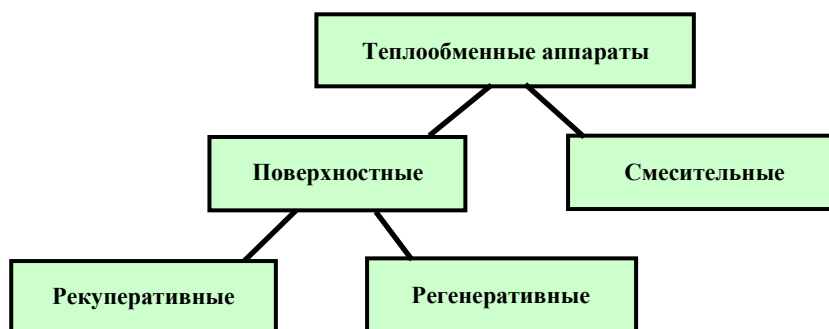 Теплообменные аппараты
Поверхностные
Смесительные
Рекуперативные
Регенеративные